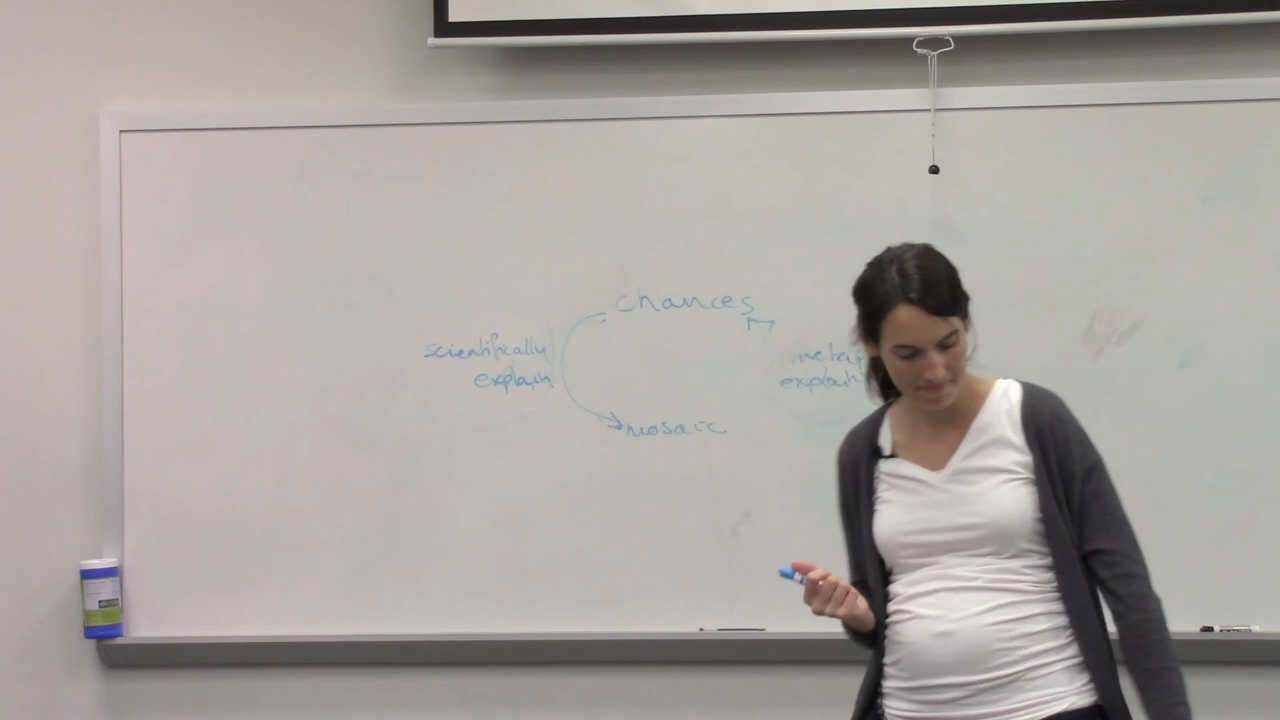 chances
scientifically
explain
explain
mosaic